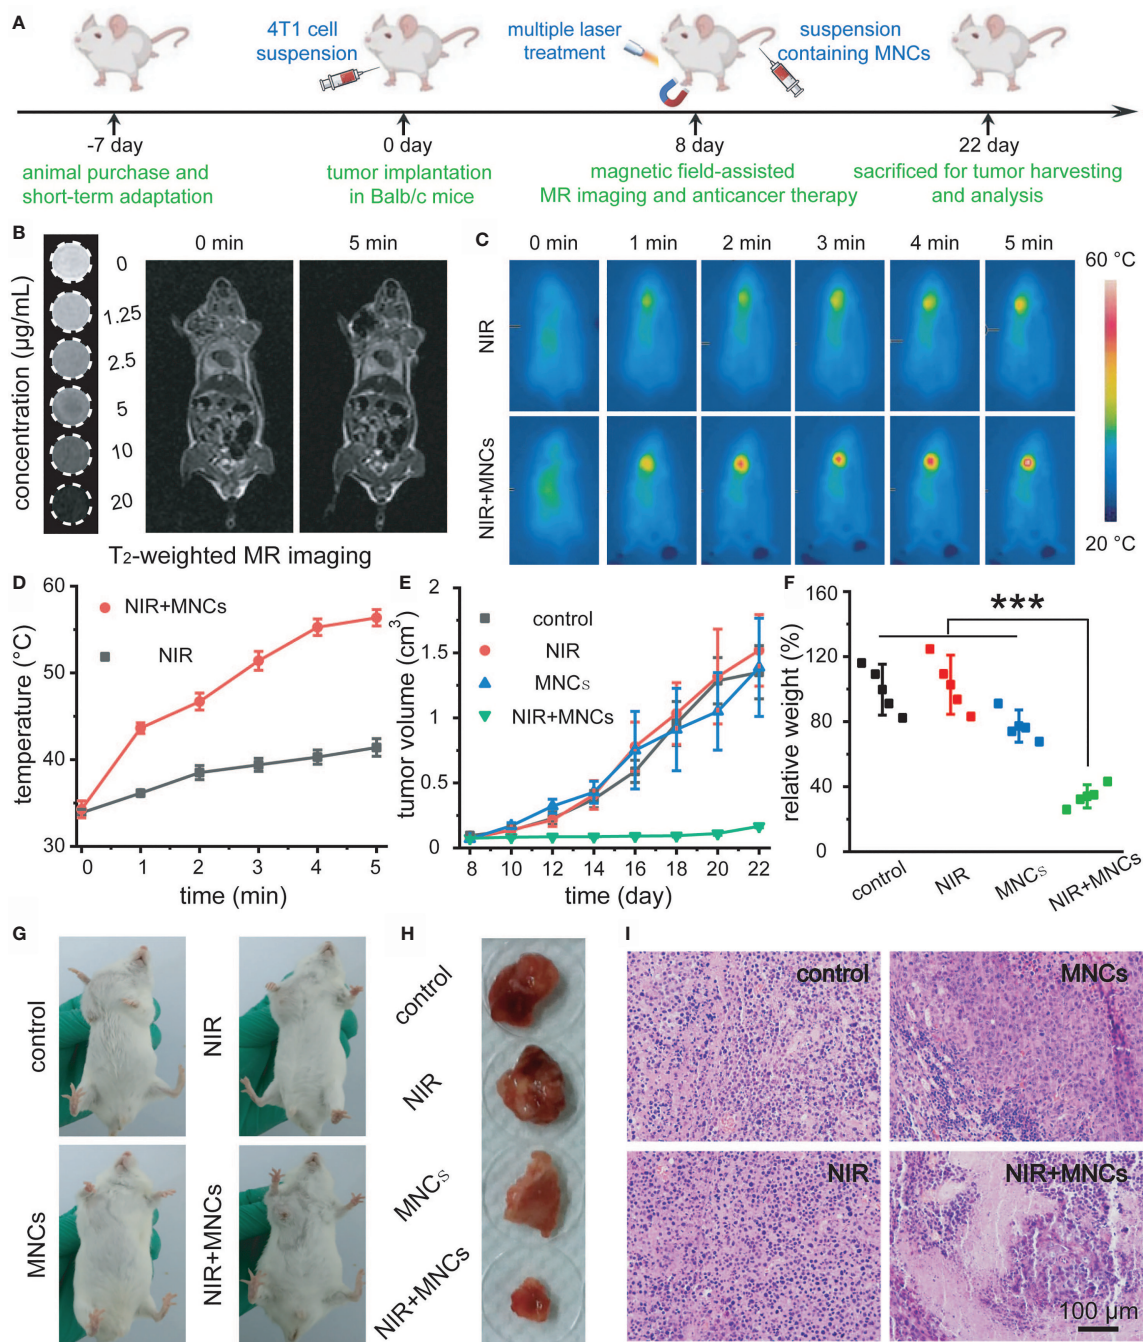 A
4T1 cell
suspension
multiple laser
treatment
suspension
containing MNCs
-7 day
0 day
8 day
22 day
animal purchase and
short-term adaptation
tumor implantation
in Balb/c mice
magnetic field-assisted
MR imaging and anticancer therapy
sacrificed for tumor harvesting
and analysis
B
concentration (µg/mL)
0
1.25
2.5
5
10
20
0 min
5 min
T₂-weighted MR imaging
C
0 min
1 min
2 min
3 min
4 min
5 min
NIR
NIR+MNCs
60 °C
20 °C
D
temperature (°C)
60
50
40
30
NIR+MNCs
NIR
0
1
2
3
4
5
time (min)
E
tumor volume (cm³)
2
1.5
1
0.5
0
control
NIR
MNCs
NIR+MNCs
8
10
12
14
16
18
20
22
time (day)
F
relative weight (%)
160
120
80
40
0
***
control
NIR
MNCs
NIR+MNCs
G
control
NIR
MNCs
NIR+MNCs
H
control
NIR
MNCs
NIR+MNCs
I
control
MNCs
NIR
NIR+MNCs
100 µm